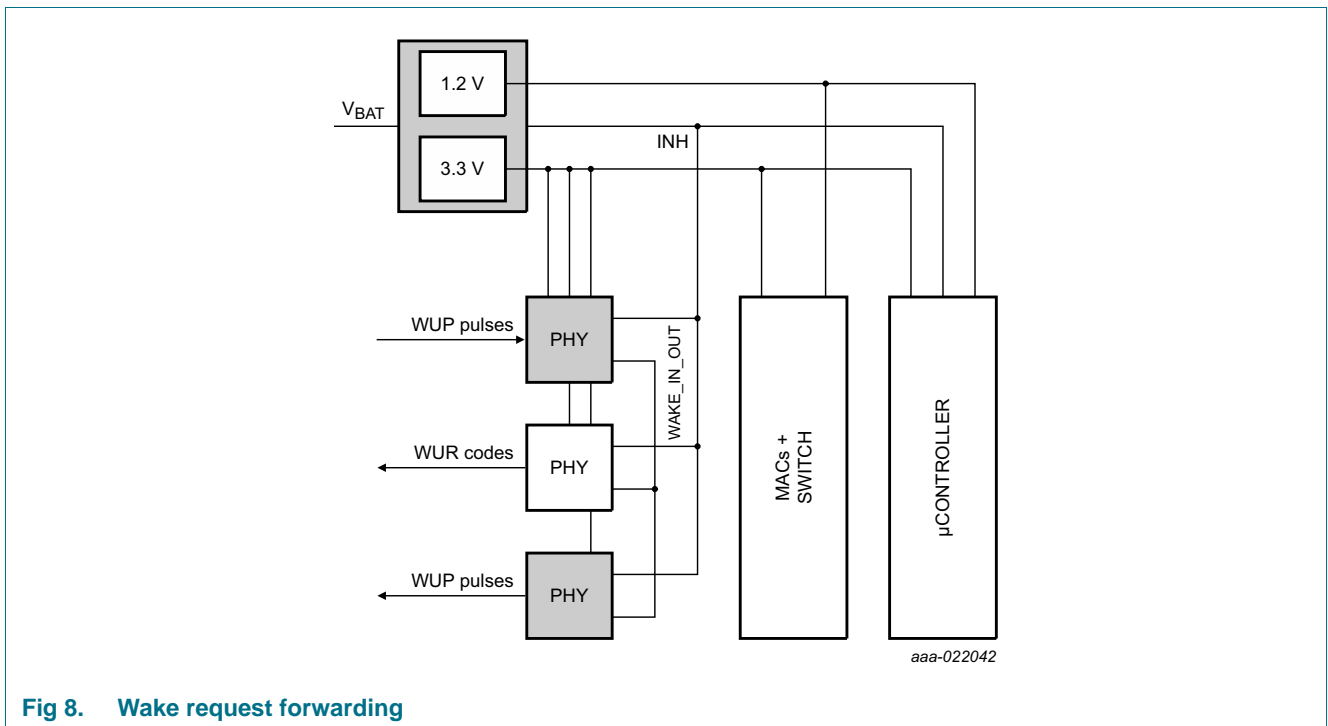 1.2 V
V_BAT
INH
3.3 V
WUP pulses
PHY
WAKE_IN_OUT
WUR codes
PHY
WUP pulses
PHY
MACs +
SWITCH
µCONTROLLER
aaa-022042
Fig 8. Wake request forwarding